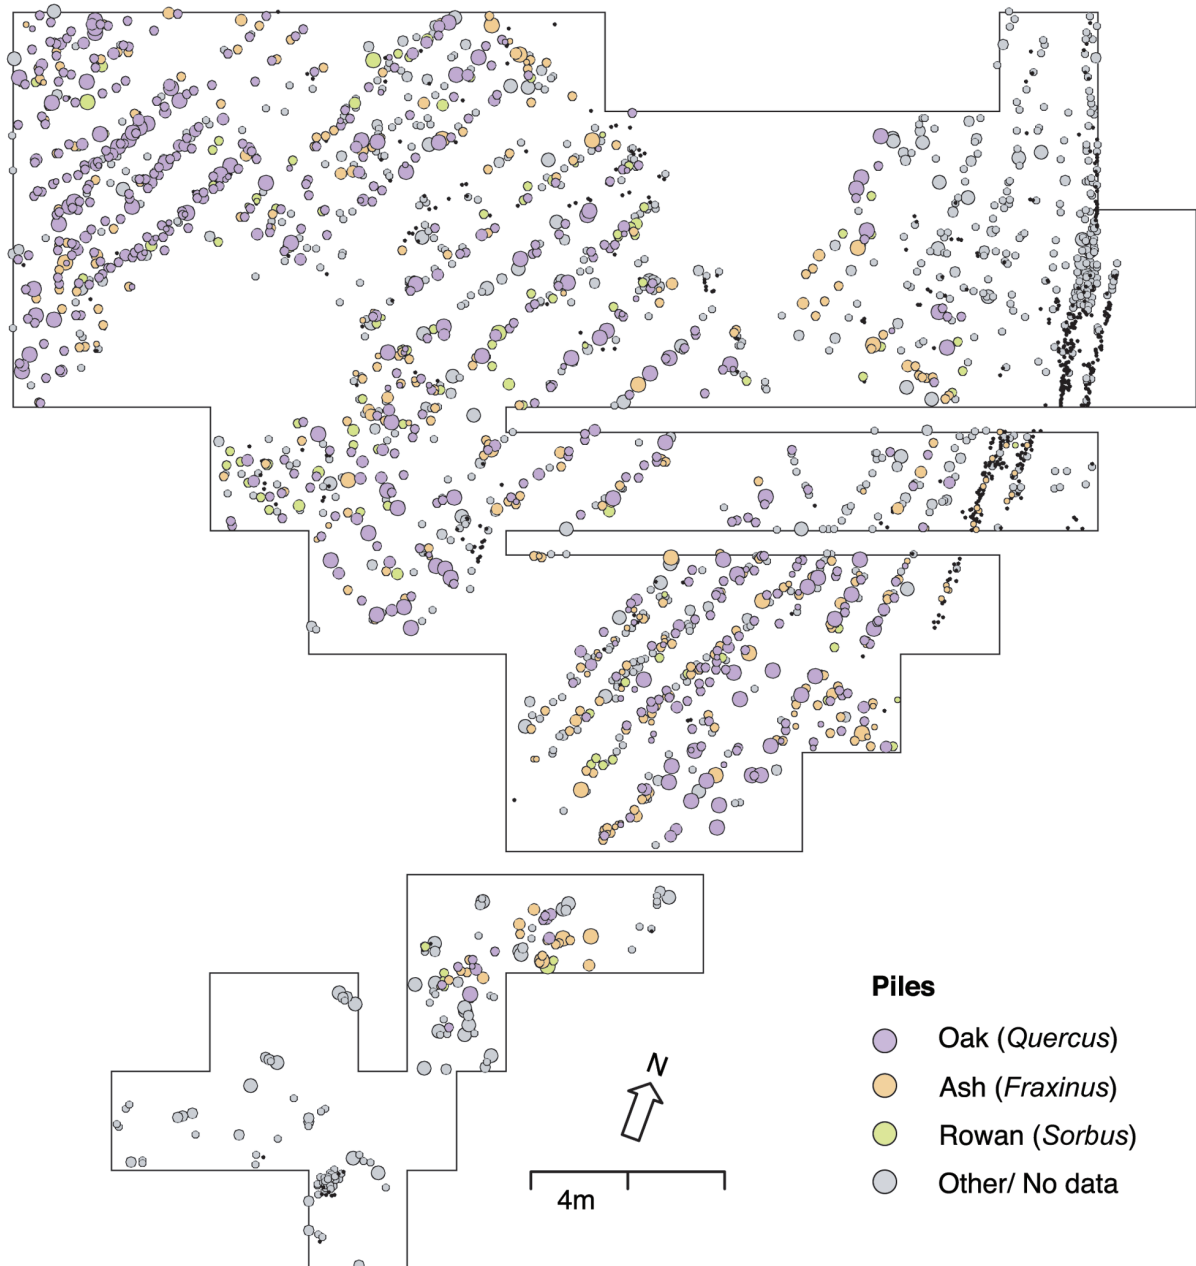 N
4m
Piles
Oak (Quercus)
Ash (Fraxinus)
Rowan (Sorbus)
Other/ No data